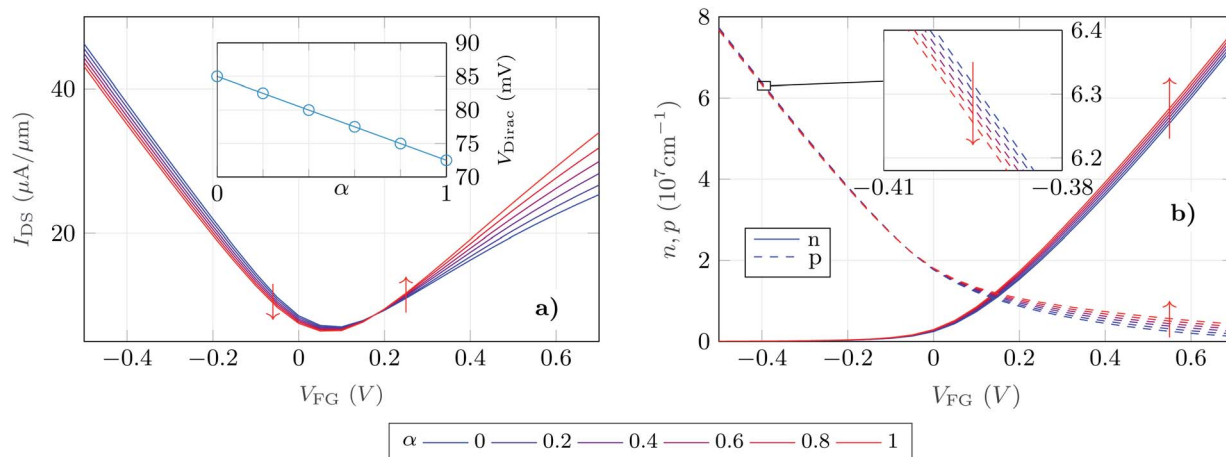 40
20
I_DS (μA/μm)
−0.4 −0.2 0 0.2 0.4 0.6
V_FG (V)
a)
90
85
80
75
70
V_Dirac (mV)
0 α 1
8
6
4
2
0
n, p (10^7 cm^−1)
−0.4 −0.2 0 0.2 0.4 0.6
V_FG (V)
b)
6.4
6.3
6.2
−0.41 −0.38
n
p
α 0 0.2 0.4 0.6 0.8 1